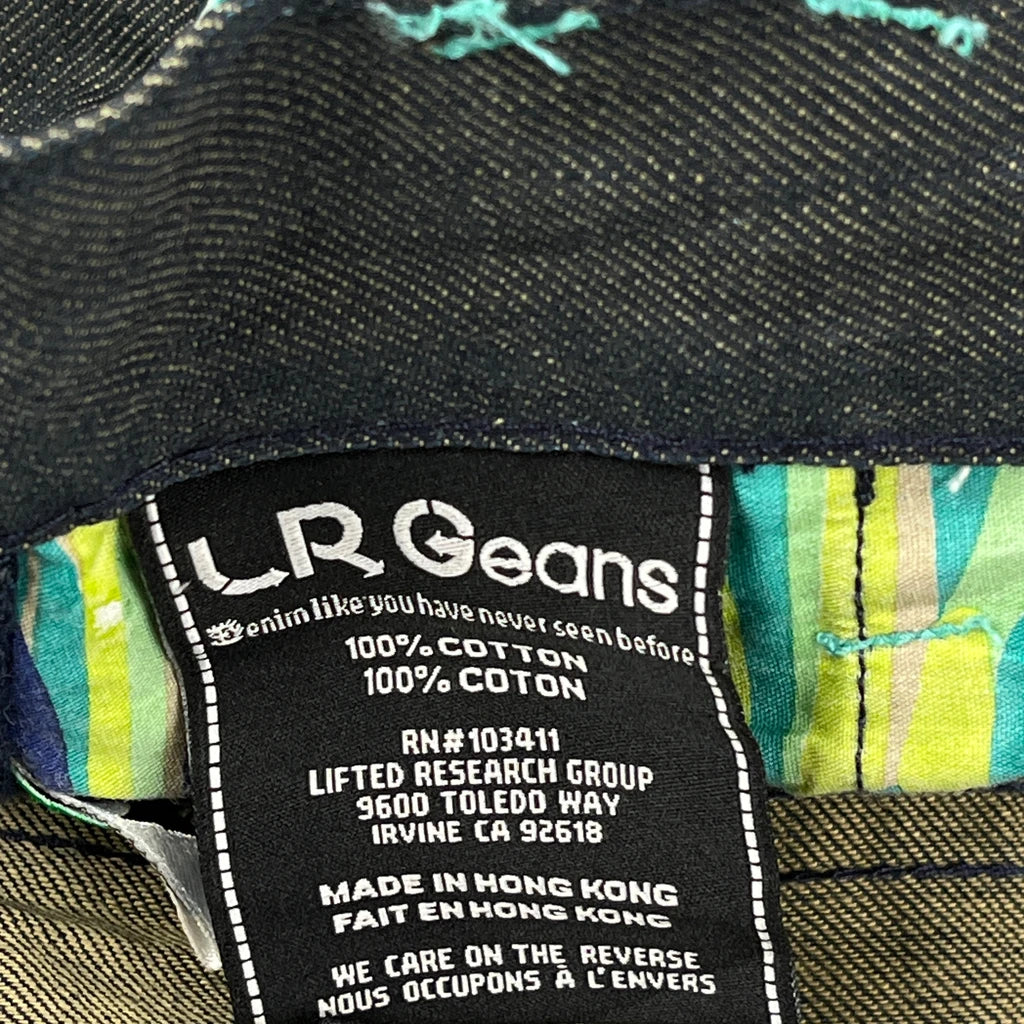 LR Geans
Denim like you have never seen before
100% COTTON
100% COTON
RN#103411
LIFTED RESEARCH GROUP
9600 TOLEDO WAY
IRVINE CA 92618
MADE IN HONG KONG
FAIT EN HONG KONG
WE CARE ON THE REVERSE
NOUS OCCUPONS À L'ENVERS